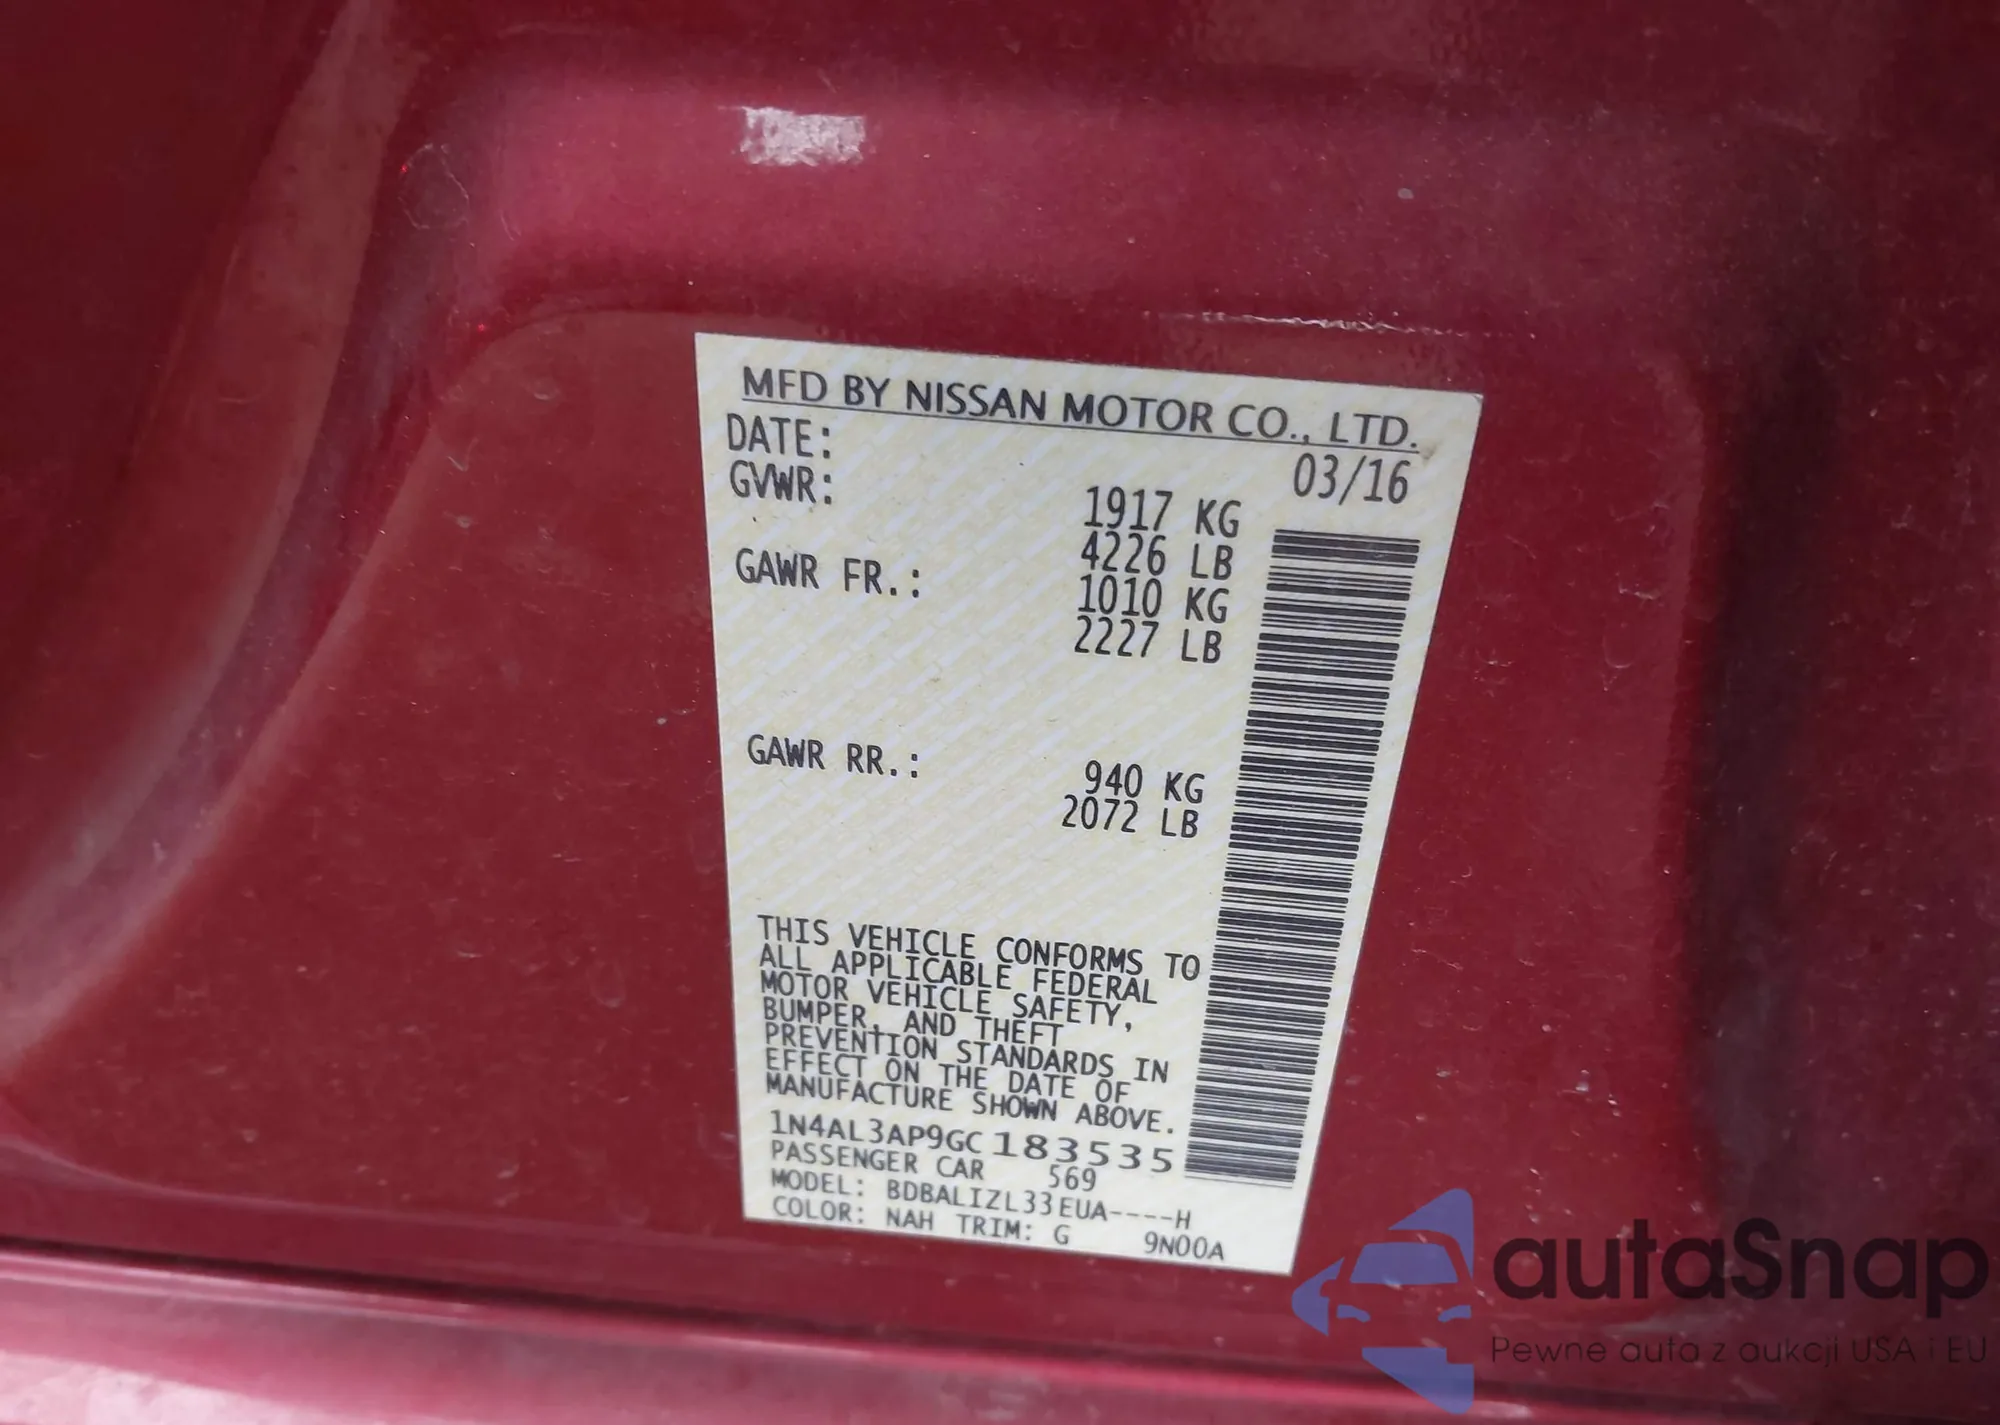 MFD BY NISSAN MOTOR CO., LTD.
DATE: 03/16
GVWR: 1917 KG
4226 LB
GAWR FR.: 1010 KG
2227 LB
GAWR RR.: 940 KG
2072 LB
THIS VEHICLE CONFORMS TO
ALL APPLICABLE FEDERAL
MOTOR VEHICLE SAFETY,
BUMPER, AND THEFT
PREVENTION STANDARDS IN
EFFECT ON THE DATE OF
MANUFACTURE SHOWN ABOVE.
1N4AL3AP9GC183535
PASSENGER CAR 569
MODEL: BDBALIZL33EUA----H
COLOR: NAH TRIM: G 9N00A
autaSnap
Pewne auta z aukcji USA i EU